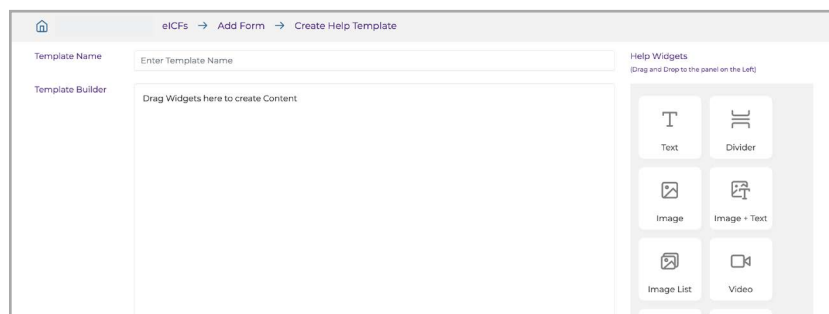 eICFs → Add Form → Create Help Template
Template Name
Enter Template Name
Help Widgets
(Drag and Drop to the panel on the Left)
Template Builder
Drag Widgets here to create Content
Text
Divider
Image
Image + Text
Image List
Video